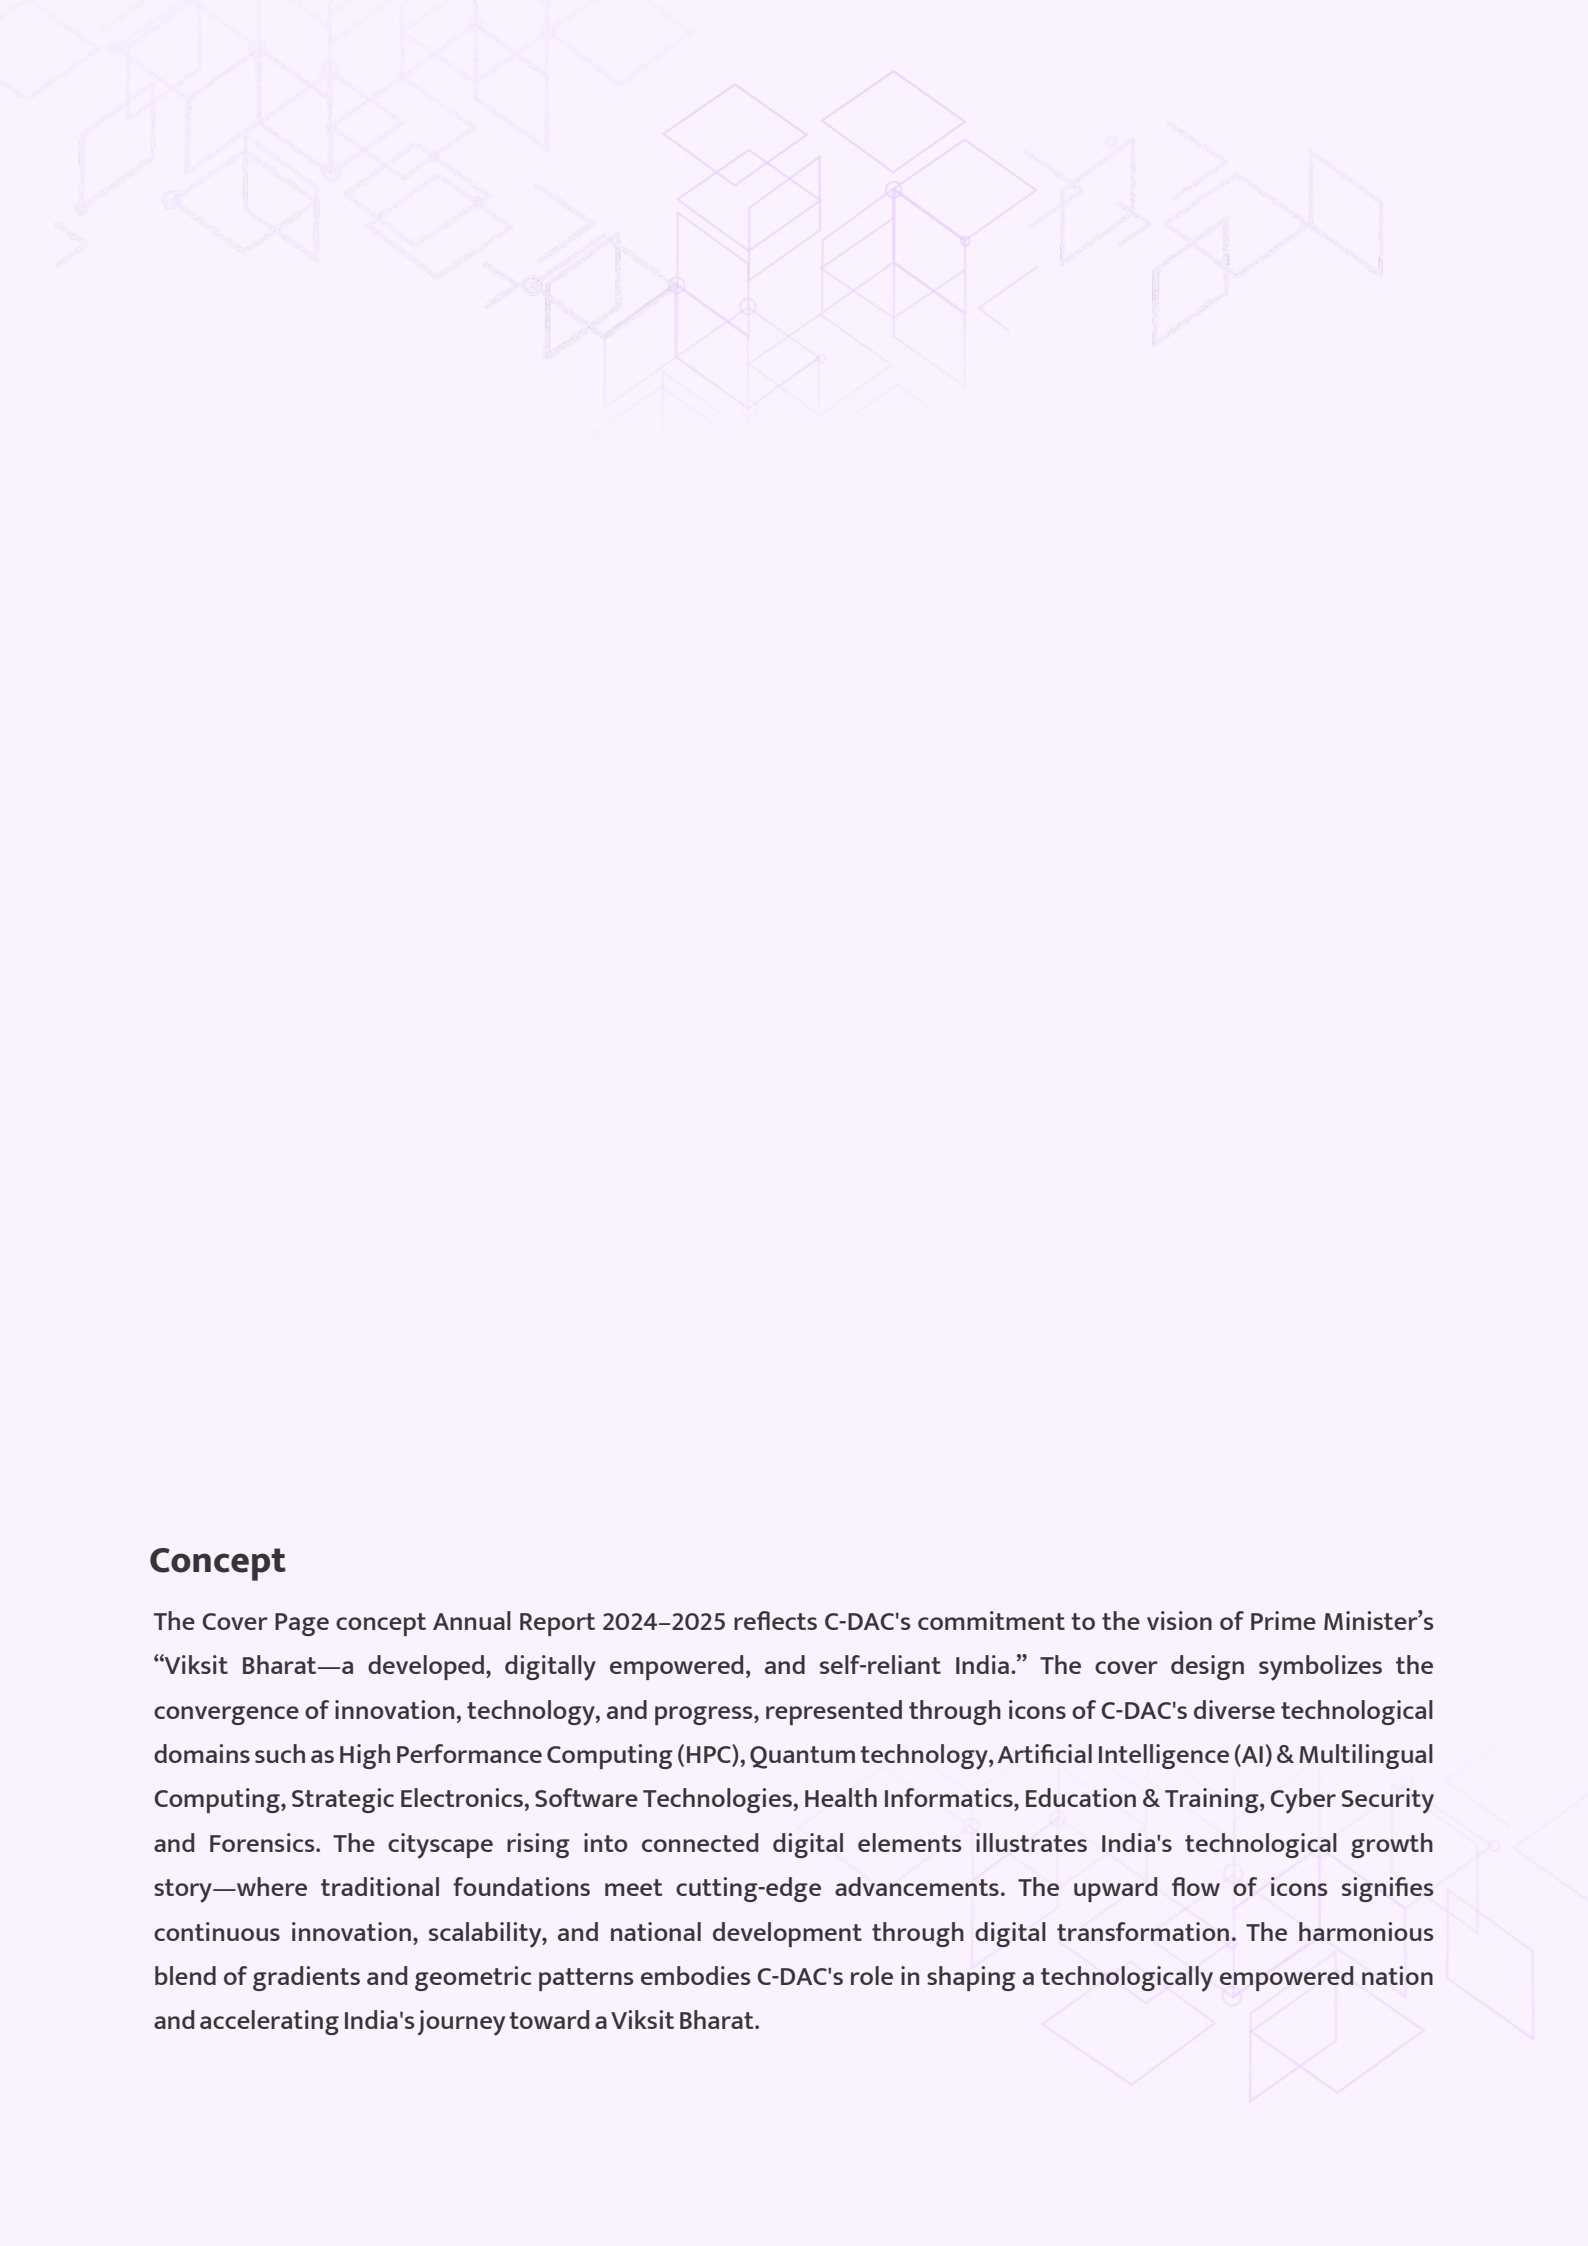 Concept
The Cover Page concept Annual Report 2024–2025 reflects C-DAC's commitment to the vision of Prime Minister’s
“Viksit Bharat—a developed, digitally empowered, and self-reliant India.” The cover design symbolizes the
convergence of innovation, technology, and progress, represented through icons of C-DAC's diverse technological
domains such as High Performance Computing (HPC), Quantum technology, Artificial Intelligence (AI) & Multilingual
Computing, Strategic Electronics, Software Technologies, Health Informatics, Education & Training, Cyber Security
and Forensics. The cityscape rising into connected digital elements illustrates India's technological growth
story—where traditional foundations meet cutting-edge advancements. The upward flow of icons signifies
continuous innovation, scalability, and national development through digital transformation. The harmonious
blend of gradients and geometric patterns embodies C-DAC's role in shaping a technologically empowered nation
and accelerating India's journey toward a Viksit Bharat.